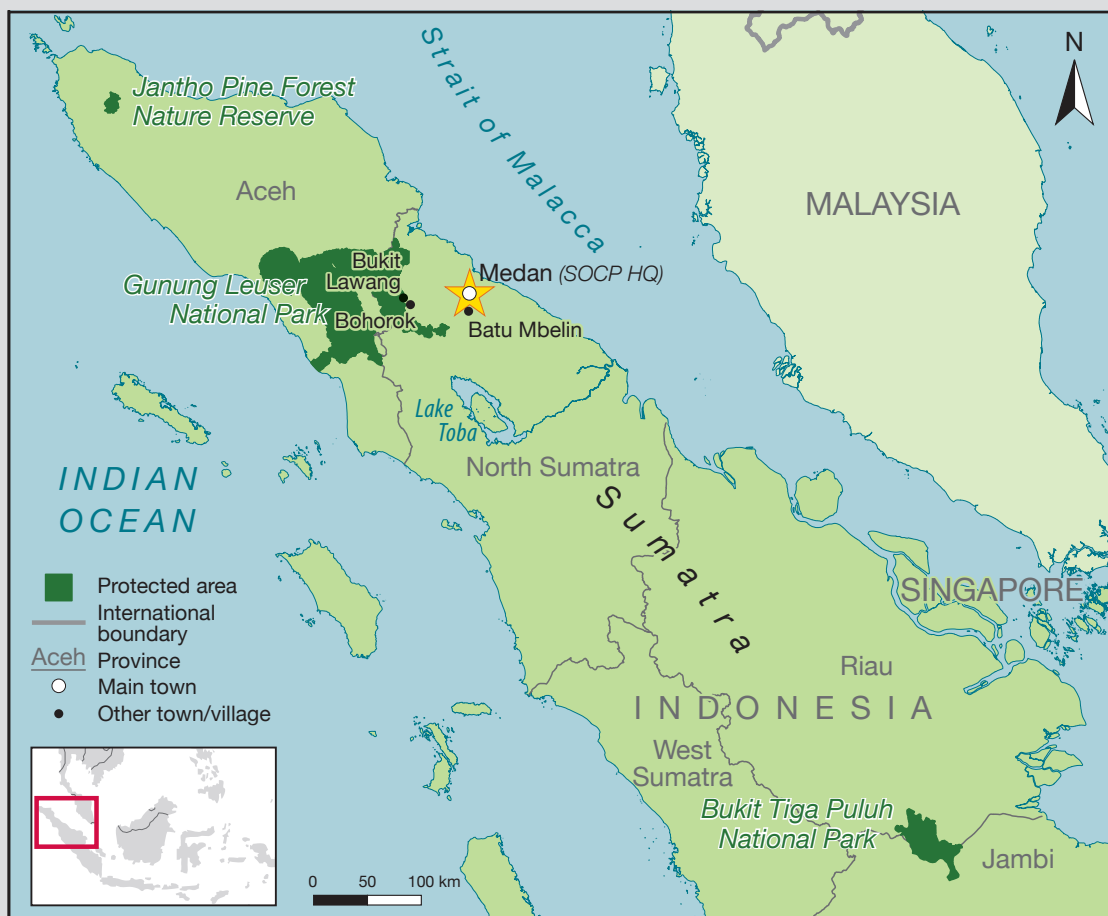 N
Strait of Malacca
Jantho Pine Forest
Nature Reserve
Aceh
MALAYSIA
Bukit
Lawang
Medan (SOCP HQ)
Gunung Leuser
National Park
Bohorok
Batu Mbelin
Lake
Toba
North Sumatra
INDIAN
OCEAN
Sumatra
Protected area
International
boundary
Aceh Province
Main town
Other town/village
SINGAPORE
Riau
INDONESIA
West
Sumatra
Bukit Tiga Puluh
National Park
Jambi
0 50 100 km